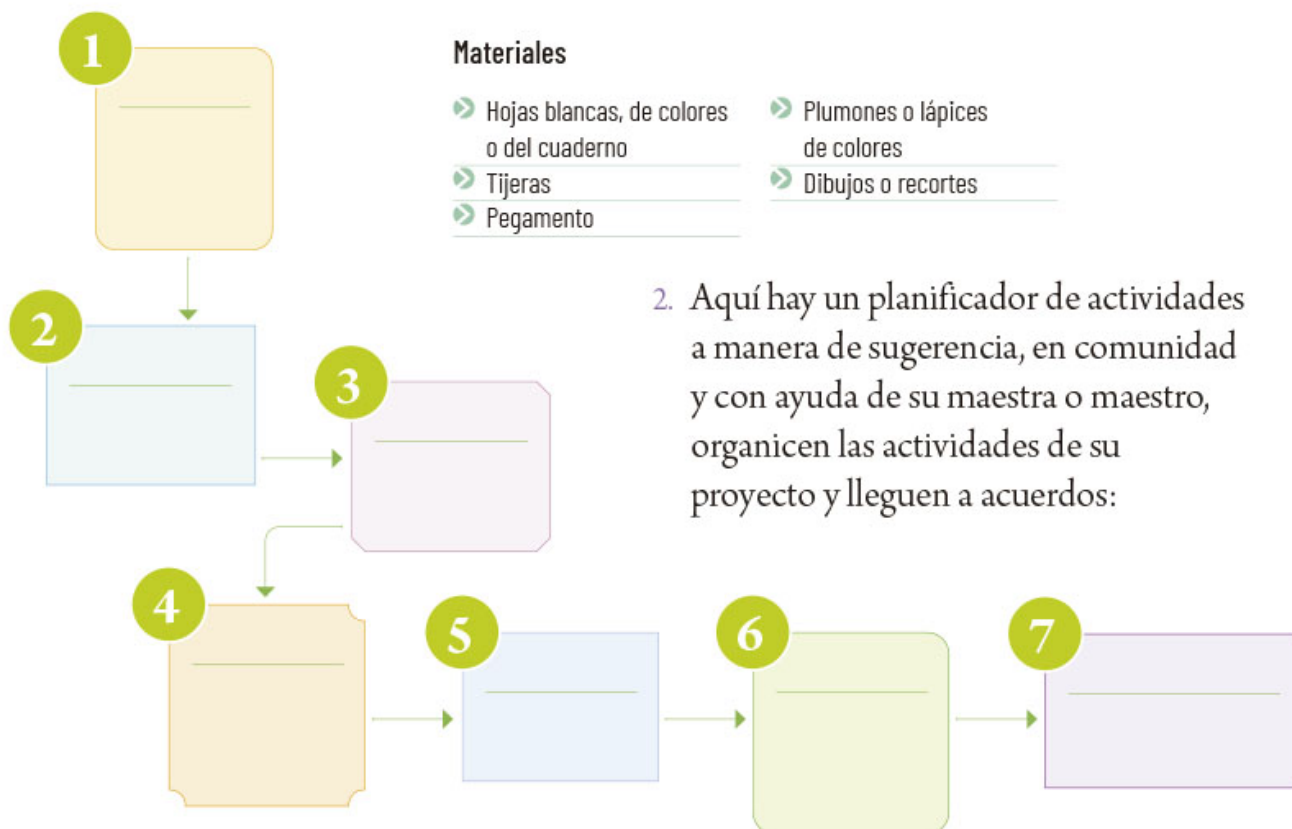 1
Materiales
Hojas blancas, de colores
o del cuaderno
Tijeras
Pegamento
Plumones o lápices
de colores
Dibujos o recortes
2. Aquí hay un planificador de actividades
a manera de sugerencia, en comunidad
y con ayuda de su maestra o maestro,
organicen las actividades de su
proyecto y lleguen a acuerdos:
2
3
4
5
6
7